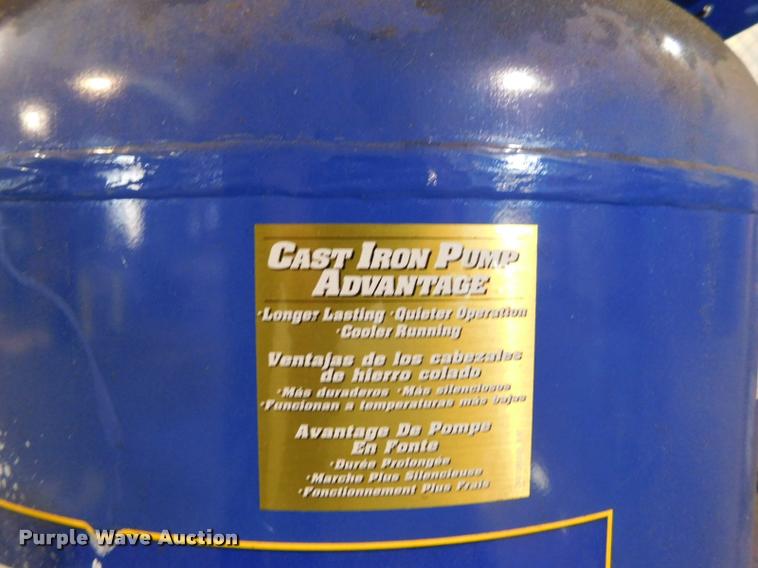 CAST IRON PUMP
ADVANTAGE
·Longer Lasting ·Quieter Operation
·Cooler Running
Ventajas de los cabezales
de hierro colado
·Más duraderos ·Más silenciosos
·Funcionan a temperaturas más bajas
Avantage De Pompe
En Fonte
·Durée Prolongée
·Marche Plus Silencieuse
·Fonctionnement Plus Frais
Purple Wave Auction